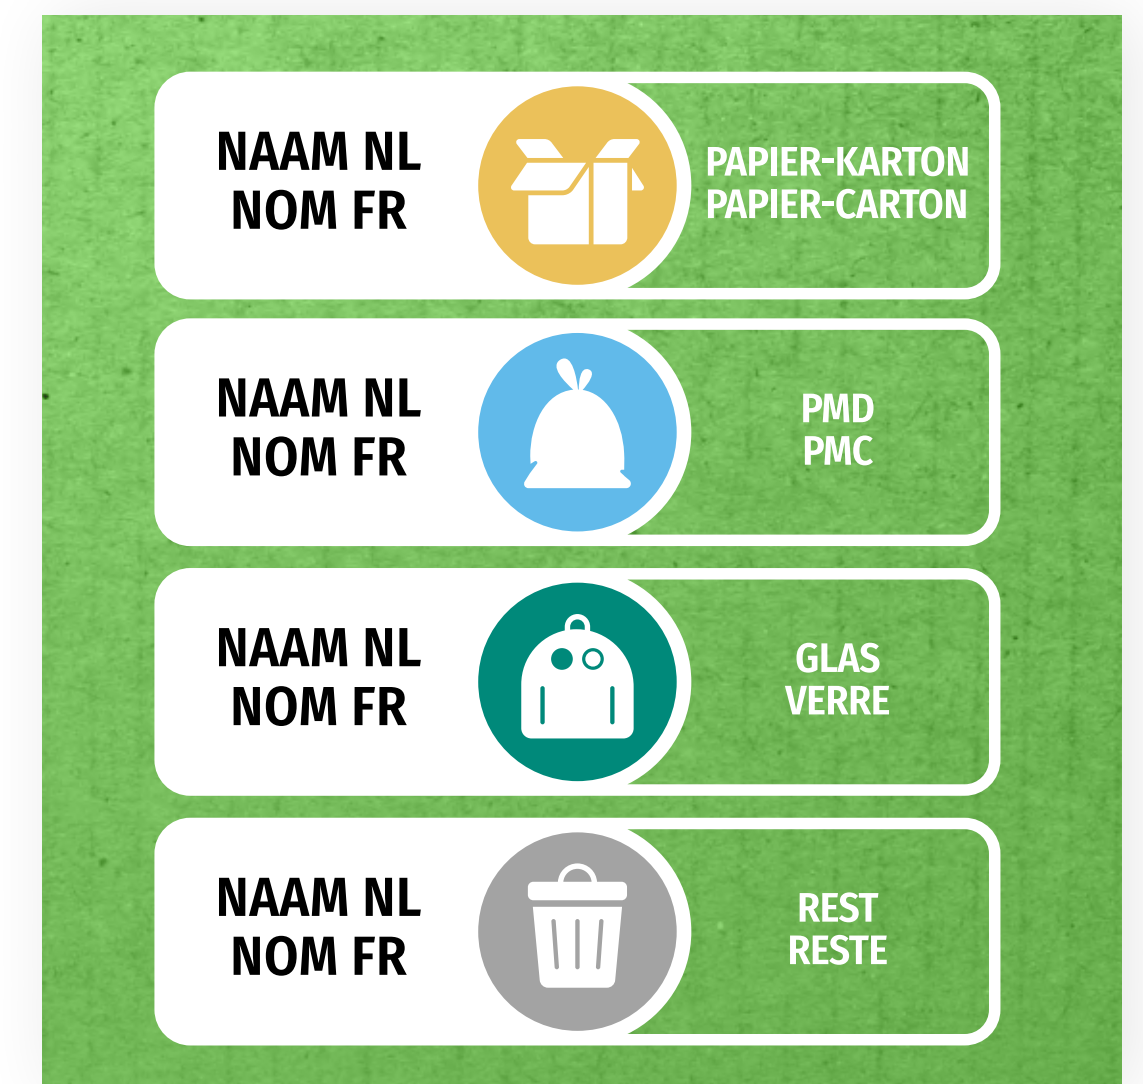 NAAM NL
NOM FR
PAPIER-KARTON
PAPIER-CARTON
NAAM NL
NOM FR
PMD
PMC
NAAM NL
NOM FR
GLAS
VERRE
NAAM NL
NOM FR
REST
RESTE